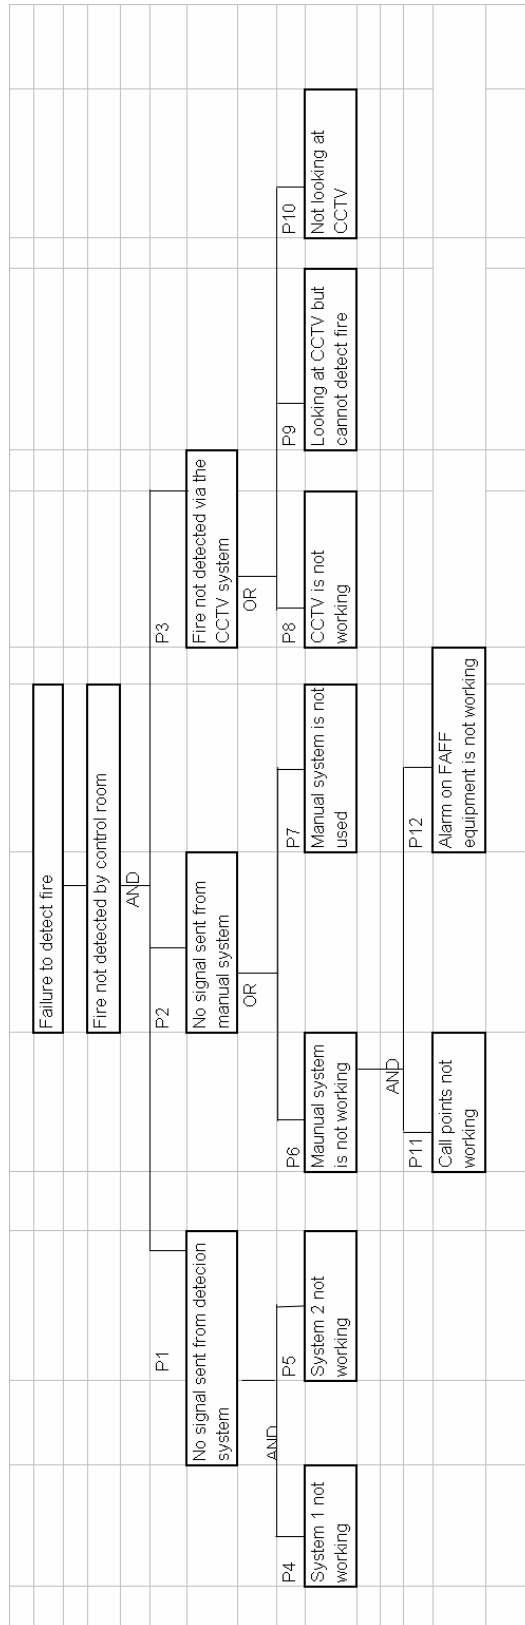 Failure to detect fire
Fire not detected by control room
AND
P1
P2
P3
No signal sent from detecion
system
No signal sent from
manual system
Fire not detected via the
CCTV system
AND
OR
OR
P4
P5
P6
P7
P8
P9
P10
System 1 not
working
System 2 not
working
Maunual system
is not working
Manual system is not
used
CCTV is not
working
Looking at CCTV but
cannot detect fire
Not looking at
CCTV
AND
P11
P12
Call points not
working
Alarm on FAFF
equipment is not working